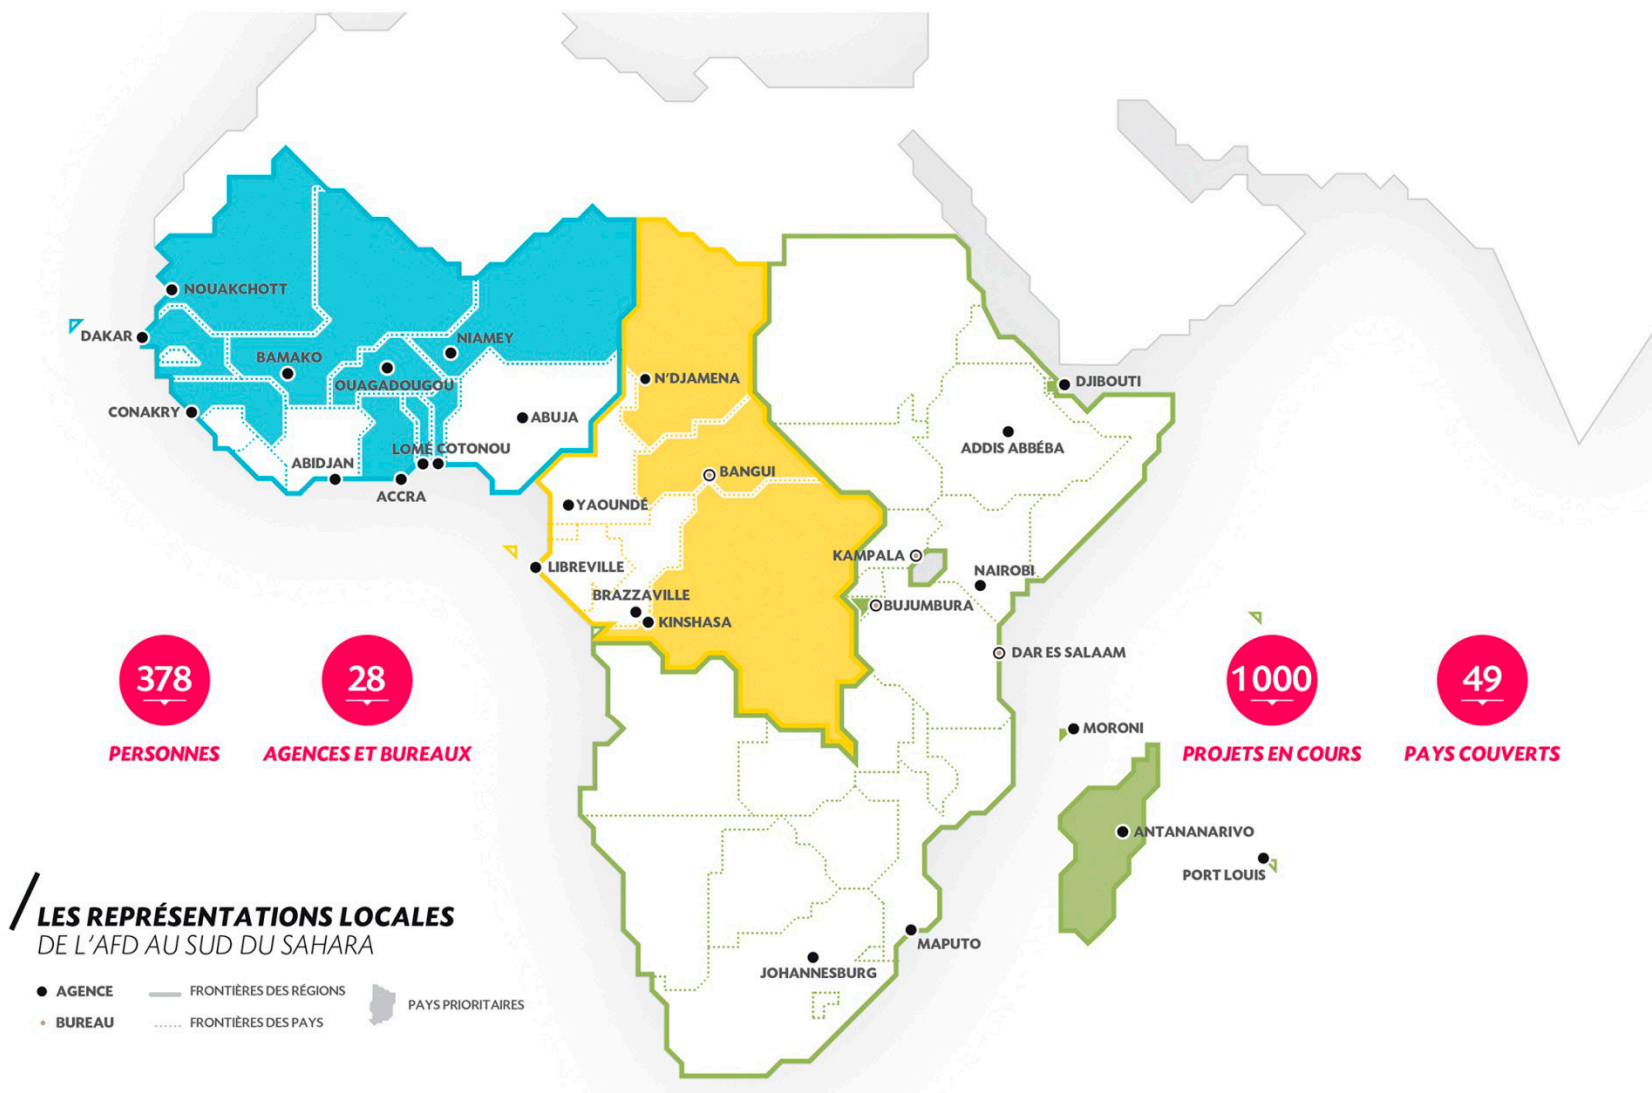 NOUAKCHOTT
DAKAR
BAMAKO
NIAMEY
OUAGADOUGOU
CONAKRY
ABIDJAN
LOMÉ COTONOU
ACCRA
ABUJA
N'DJAMENA
BANGUI
YAOUNDÉ
LIBREVILLE
BRAZZAVILLE
KINSHASA
DJIBOUTI
ADDIS ABBÉBA
KAMPALA
NAIROBI
BUJUMBURA
DAR ES SALAAM
MORONI
ANTANANARIVO
PORT LOUIS
MAPUTO
JOHANNESBURG
378
PERSONNES
28
AGENCES ET BUREAUX
1000
PROJETS EN COURS
49
PAYS COUVERTS
LES REPRÉSENTATIONS LOCALES
DE L'AFD AU SUD DU SAHARA
AGENCE
FRONTIÈRES DES RÉGIONS
PAYS PRIORITAIRES
BUREAU
FRONTIÈRES DES PAYS